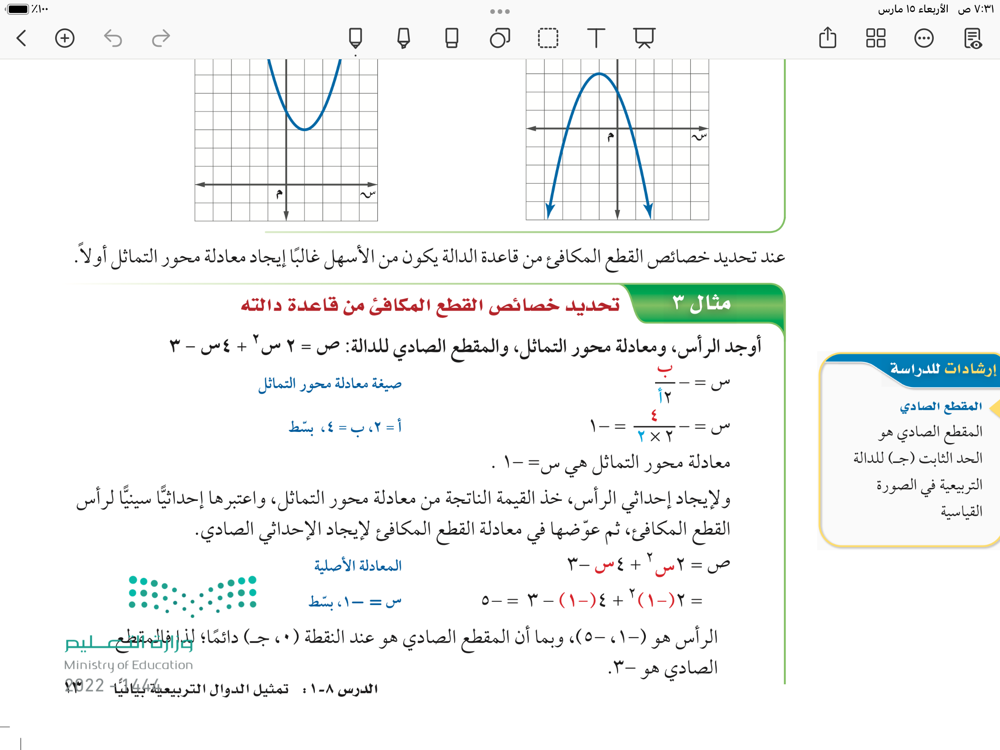 ٧:٣١ ص الأربعاء ١٥ مارس
٪١٠٠
م
س
م
س
عند تحديد خصائص القطع المكافئ من قاعدة الدالة يكون من الأسهل غالبًا إيجاد معادلة محور التماثل أولاً.
مثال ٣ تحديد خصائص القطع المكافئ من قاعدة دالته
أوجد الرأس، ومعادلة محور التماثل، والمقطع الصادي للدالة: ص = ٢ س٢ + ٤س – ٣
س = – ب/٢أ صيغة معادلة محور التماثل
س = – ٤/٢ × ٢ = –١ أ = ٢، ب = ٤، بسّط
معادلة محور التماثل هي س= –١ .
ولإيجاد إحداثي الرأس، خذ القيمة الناتجة من معادلة محور التماثل، واعتبرها إحداثيًّا سينيًّا لرأس
القطع المكافئ، ثم عوّضها في معادلة القطع المكافئ لإيجاد الإحداثي الصادي.
ص = ٢س٢ + ٤س –٣ المعادلة الأصلية
= ٢(–١)٢ + ٤(–١) – ٣ = –٥ س = –١، بسّط
الرأس هو (–١، –٥)، وبما أن المقطع الصادي هو عند النقطة (٠، جـ) دائمًا؛ لذا فالمقطع
الصادي هو –٣.
إرشادات للدراسة
المقطع الصادي
المقطع الصادي هو
الحد الثابت (جـ) للدالة
التربيعية في الصورة
القياسية
وزارة التعليم
Ministry of Education
2022 - 1444
الدرس ٨-١ : تمثيل الدوال التربيعية بيانيًّا ١٣